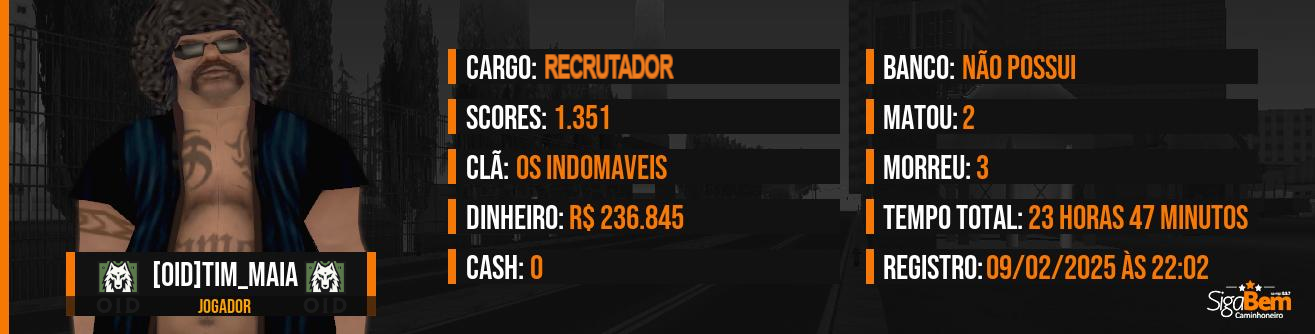 CARGO: RECRUTADOR
SCORES: 1.351
CLÃ: OS INDOMAVEIS
DINHEIRO: R$ 236.845
CASH: 0
BANCO: NÃO POSSUI
MATOU: 2
MORREU: 3
TEMPO TOTAL: 23 HORAS 47 MINUTOS
REGISTRO: 09/02/2025 ÀS 22:02
[OID]TIM_MAIA
OID JOGADOR OID
SigaBem
Caminhoneiro